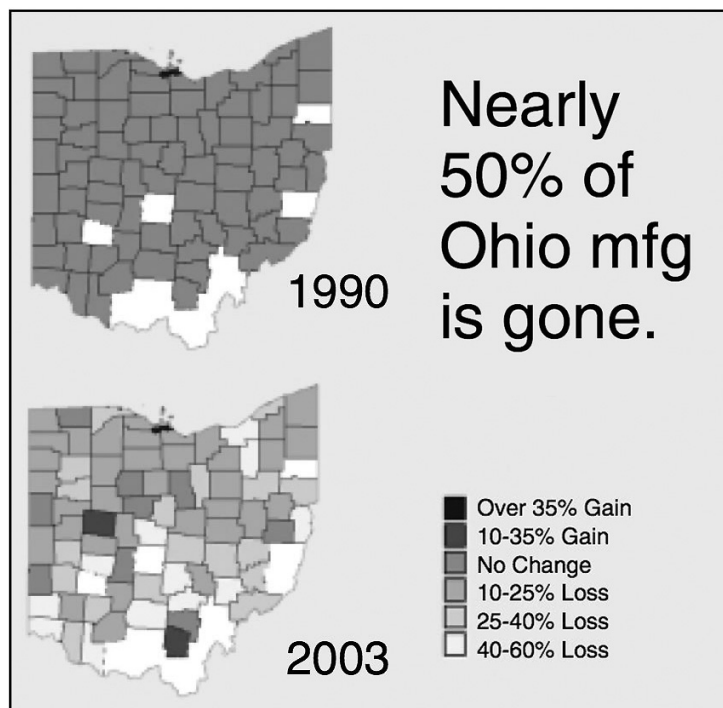 Nearly
50% of
Ohio mfg
is gone.
1990
2003
Over 35% Gain
10-35% Gain
No Change
10-25% Loss
25-40% Loss
40-60% Loss